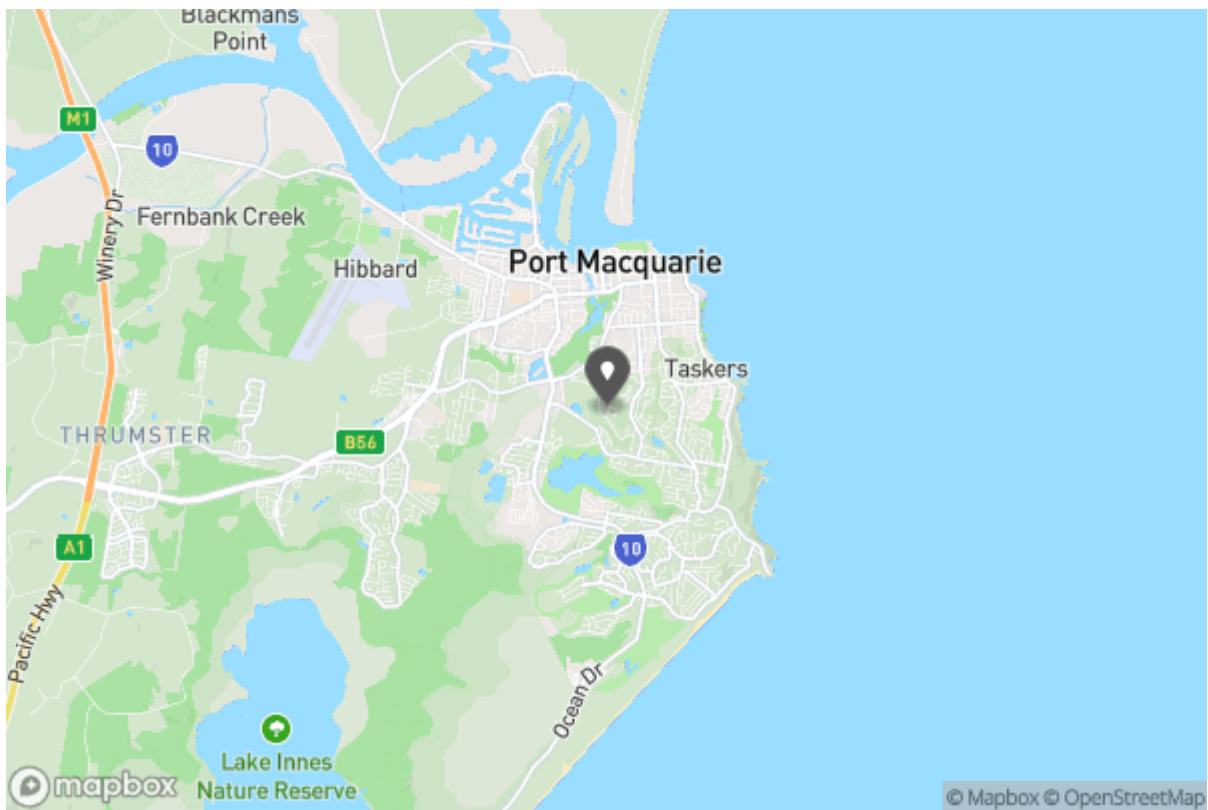 Blackmans
Point
M1
10
Fernbank Creek
Winery Dr
Hibbard
Port Macquarie
Taskers
THRUMSTER
B56
A1
10
Pacific Hwy
Ocean Dr
Lake Innes
Nature Reserve
mapbox
© Mapbox © OpenStreetMap